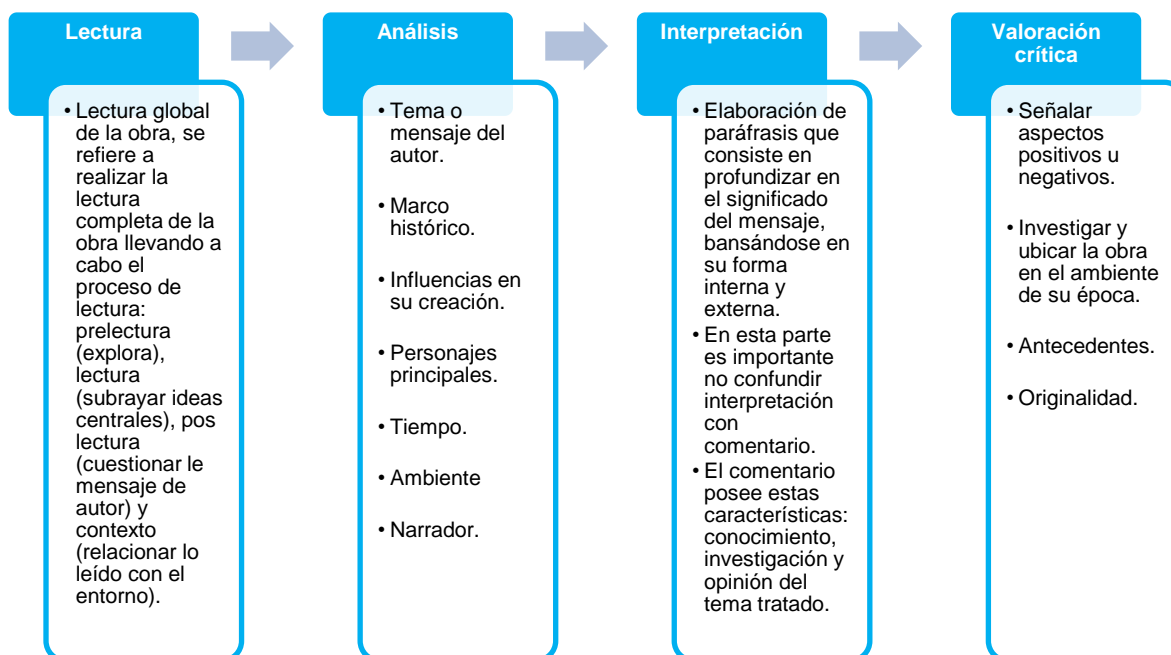 Lectura
• Lectura global
de la obra, se
refiere a
realizar la
lectura
completa de la
obra llevando a
cabo el
proceso de
lectura:
prelectura
(explora),
lectura
(subrayar ideas
centrales), pos
lectura
(cuestionar le
mensaje de
autor) y
contexto
(relacionar lo
leído con el
entorno).
Análisis
• Tema o
mensaje del
autor.
• Marco
histórico.
• Influencias en
su creación.
• Personajes
principales.
• Tiempo.
• Ambiente
• Narrador.
Interpretación
• Elaboración de
paráfrasis que
consiste en
profundizar en
el significado
del mensaje,
bansándose en
su forma
interna y
externa.
• En esta parte
es importante
no confundir
interpretación
con
comentario.
• El comentario
posee estas
características:
conocimiento,
investigación y
opinión del
tema tratado.
Valoración
crítica
• Señalar
aspectos
positivos u
negativos.
• Investigar y
ubicar la obra
en el ambiente
de su época.
• Antecedentes.
• Originalidad.